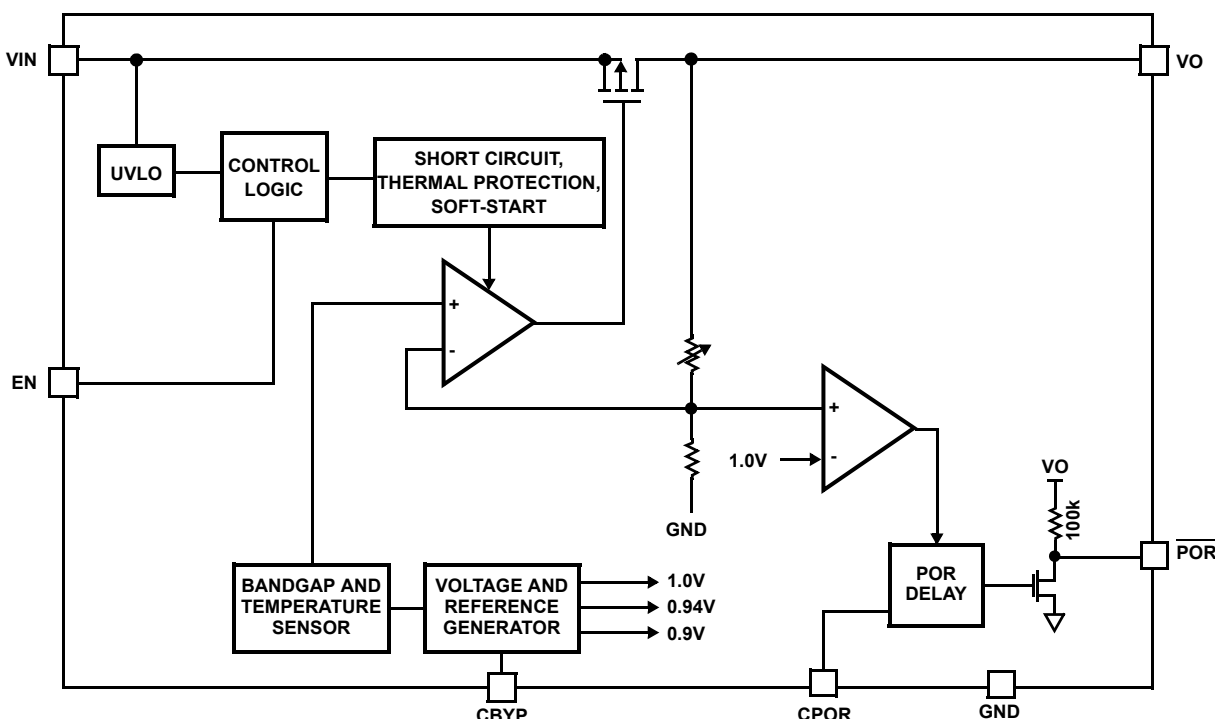 VIN
VO
UVLO
CONTROL
LOGIC
SHORT CIRCUIT,
THERMAL PROTECTION,
SOFT-START
+
-
EN
+
1.0V
-
VO
100k
GND
POR
BANDGAP AND
TEMPERATURE
SENSOR
VOLTAGE AND
REFERENCE
GENERATOR
1.0V
0.94V
0.9V
POR
DELAY
CBYP
CPOR
GND